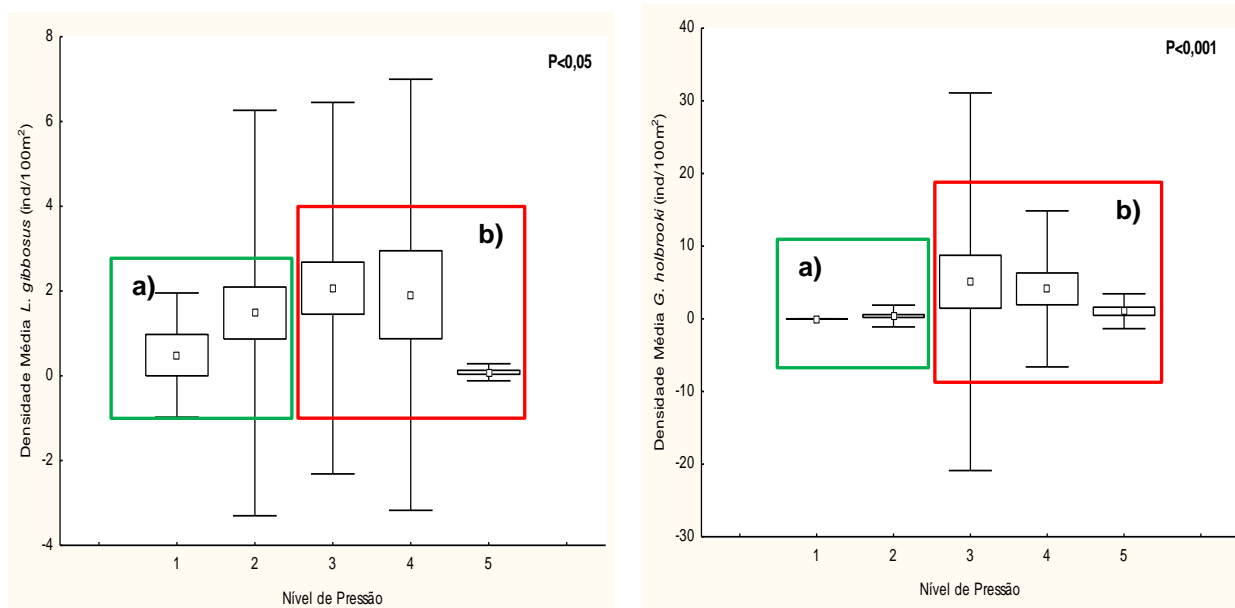 Densidade Média L. gibbosus (ind/100m²)
8
6
4
2
0
-2
-4
P<0,05
a)
b)
1 2 3 4 5
Nível de Pressão
Densidade Média G. holbrooki (ind/100m²)
40
30
20
10
0
-10
-20
-30
P<0,001
a)
b)
1 2 3 4 5
Nível de Pressão